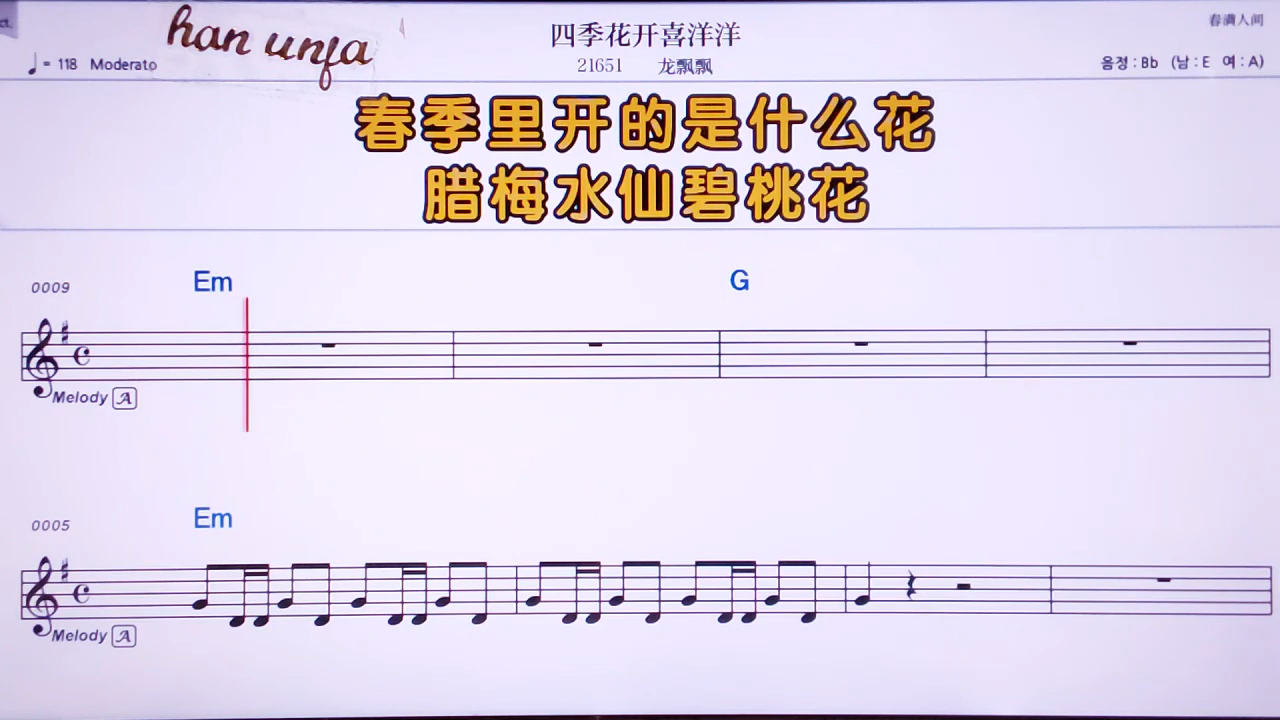 ct.
han unfa
四季花开喜洋洋
春满人间
♩= 118 Moderato
21651 龙飘飘
음정 : Bb (남 : E 여 : A)
春季里开的是什么花
腊梅水仙碧桃花
0009 Em G
Melody A
0005 Em
Melody A